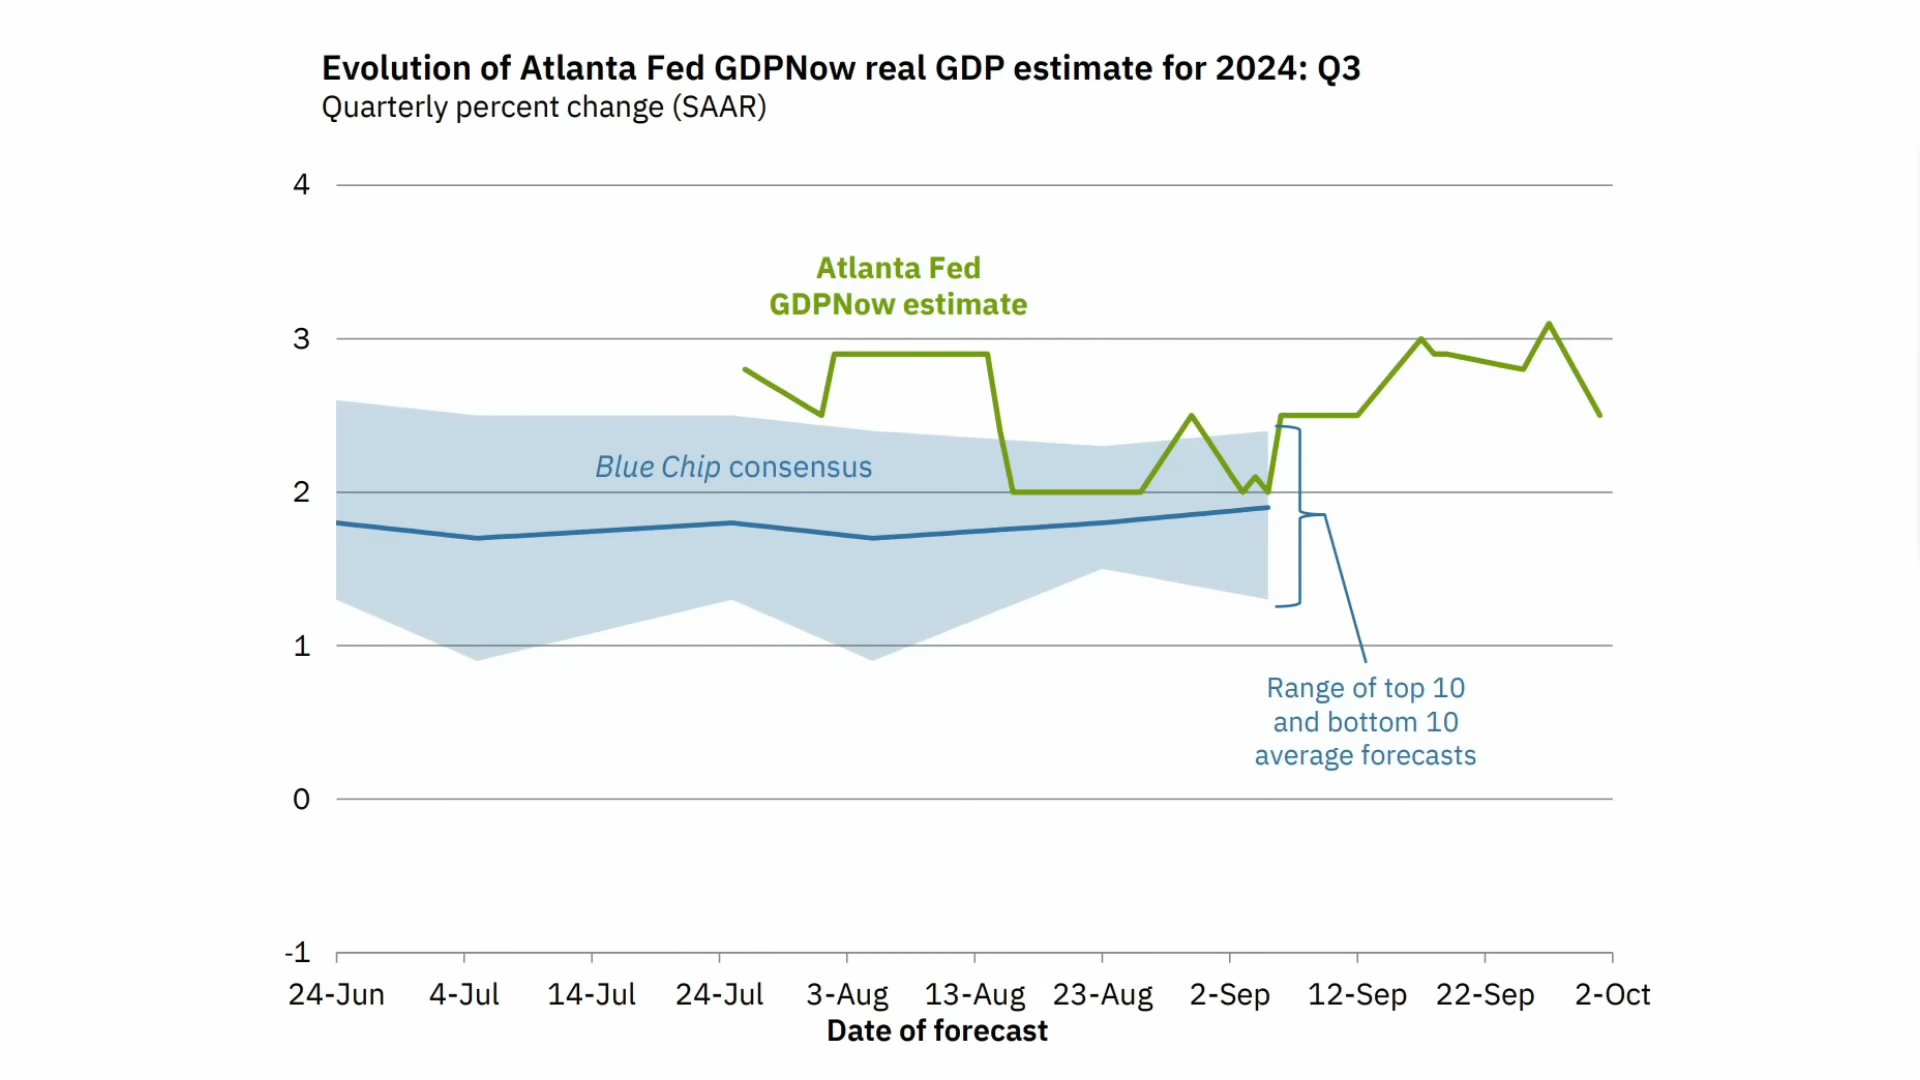 Evolution of Atlanta Fed GDPNow real GDP estimate for 2024: Q3
Quarterly percent change (SAAR)
4
Atlanta Fed
GDPNow estimate
3
Blue Chip consensus
2
1
Range of top 10
and bottom 10
average forecasts
0
-1
24-Jun 4-Jul 14-Jul 24-Jul 3-Aug 13-Aug 23-Aug 2-Sep 12-Sep 22-Sep 2-Oct
Date of forecast